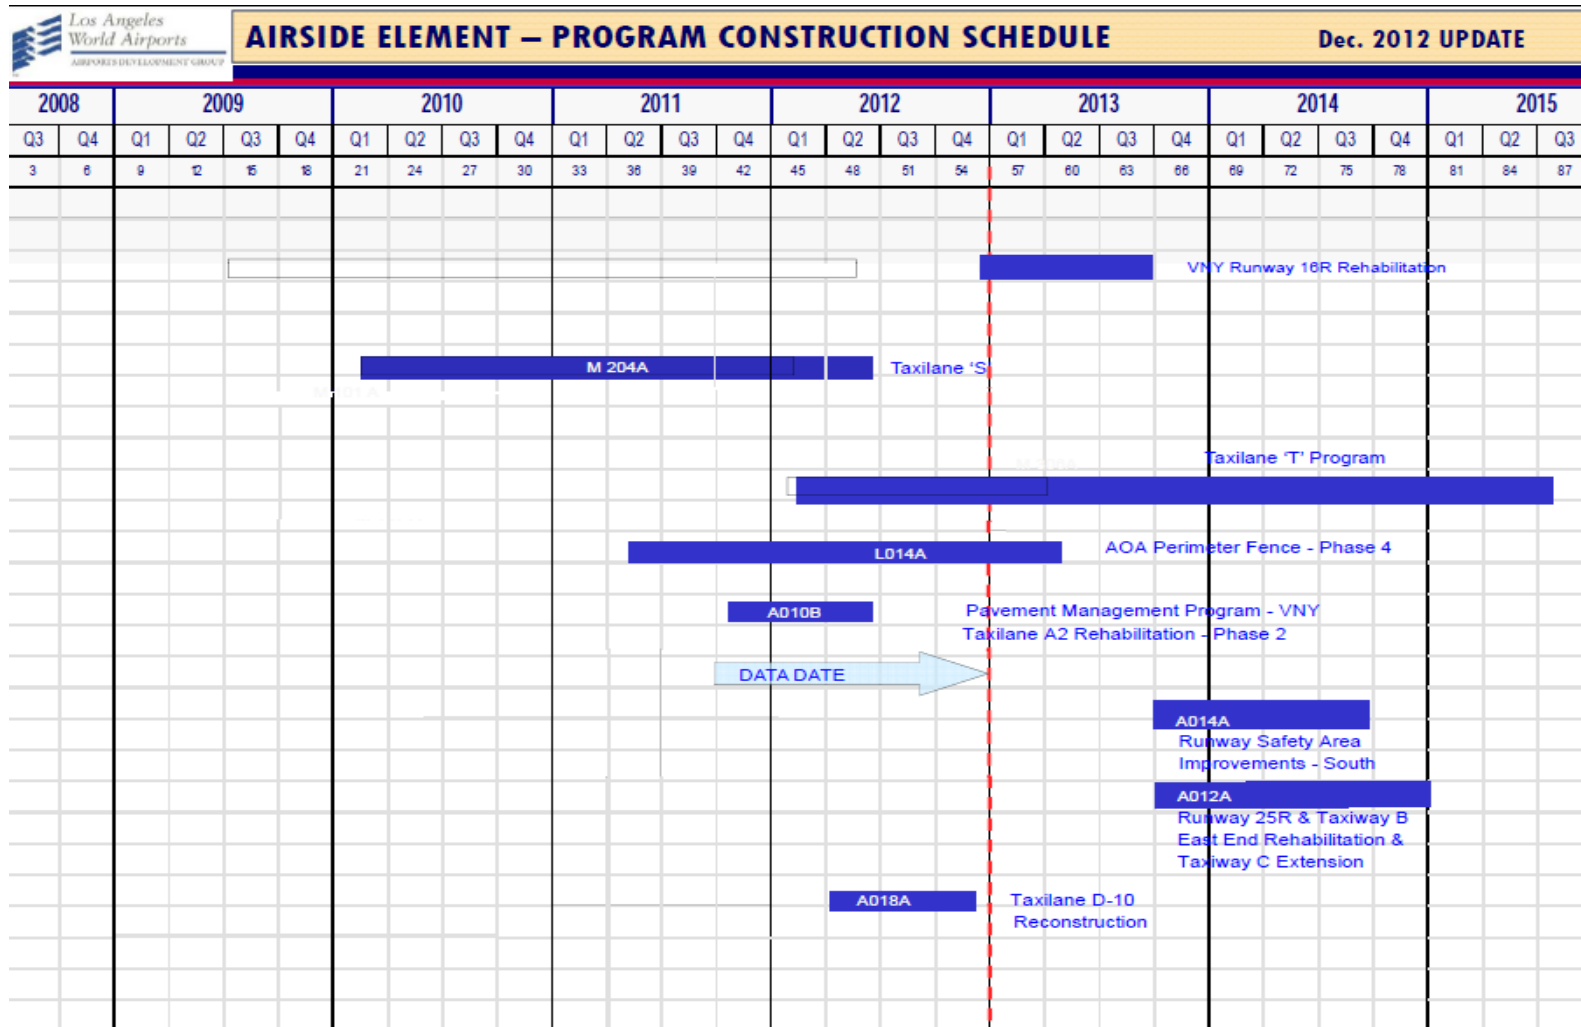 Los Angeles
World Airports
AIRPORTS DEVELOPMENT GROUP
AIRSIDE ELEMENT – PROGRAM CONSTRUCTION SCHEDULE
Dec. 2012 UPDATE
2008 2009 2010 2011 2012 2013 2014 2015
Q3 Q4 Q1 Q2 Q3 Q4 Q1 Q2 Q3 Q4 Q1 Q2 Q3 Q4 Q1 Q2 Q3 Q4 Q1 Q2 Q3 Q4 Q1 Q2 Q3 Q4 Q1 Q2 Q3
3 6 9 12 15 18 21 24 27 30 33 36 39 42 45 48 51 54 57 60 63 66 69 72 75 78 81 84 87
VNY Runway 16R Rehabilitation
M 204A Taxilane ‘S’
Taxilane ‘T’ Program
L014A AOA Perimeter Fence - Phase 4
A010B Pavement Management Program - VNY
Taxilane A2 Rehabilitation - Phase 2
DATA DATE
A014A
Runway Safety Area
Improvements - South
A012A
Runway 25R & Taxiway B
East End Rehabilitation &
Taxiway C Extension
A018A Taxilane D-10
Reconstruction